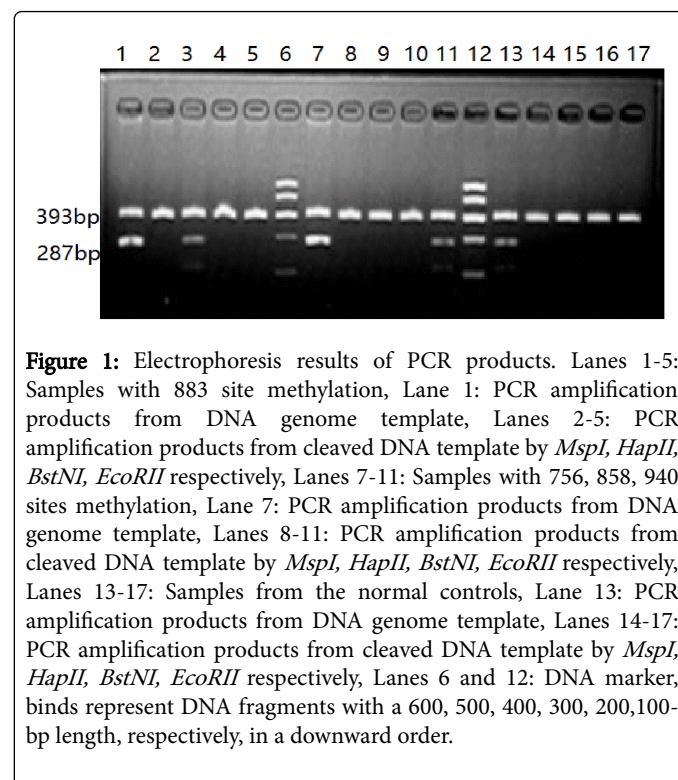 1 2 3 4 5 6 7 8 9 10 11 12 13 14 15 16 17
393bp
287bp
Figure 1: Electrophoresis results of PCR products. Lanes 1-5:
Samples with 883 site methylation, Lane 1: PCR amplification
products from DNA genome template, Lanes 2-5: PCR
amplification products from cleaved DNA template by MspI, HapII,
BstNI, EcoRII respectively, Lanes 7-11: Samples with 756, 858, 940
sites methylation, Lane 7: PCR amplification products from DNA
genome template, Lanes 8-11: PCR amplification products from
cleaved DNA template by MspI, HapII, BstNI, EcoRII respectively,
Lanes 13-17: Samples from the normal controls, Lane 13: PCR
amplification products from DNA genome template, Lanes 14-17:
PCR amplification products from cleaved DNA template by MspI,
HapII, BstNI, EcoRII respectively, Lanes 6 and 12: DNA marker,
binds represent DNA fragments with a 600, 500, 400, 300, 200,100-
bp length, respectively, in a downward order.